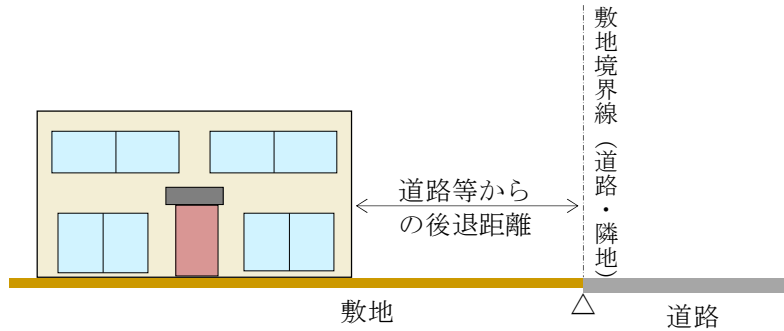 敷地境界線（道路・隣地）
道路等から
の後退距離
敷地
道路